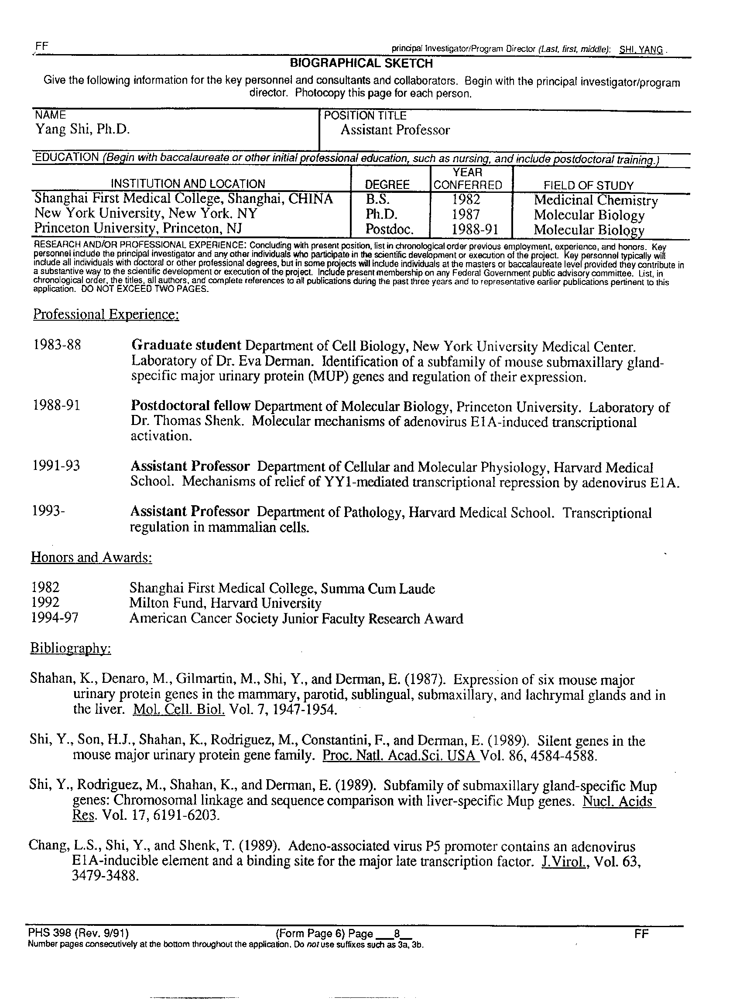 FF
principal Investigator/Program Director (Last, first, middle): SHI, YANG .
BIOGRAPHICAL SKETCH
Give the following information for the key personnel and consultants and collaborators. Begin with the principal investigator/program
director. Photocopy this page for each person.
NAME
POSITION TITLE
Yang Shi, Ph.D.
Assistant Professor
EDUCATION (Begin with baccalaureate or other initial professional education, such as nursing, and include postdoctoral training.)
INSTITUTION AND LOCATION DEGREE YEAR CONFERRED FIELD OF STUDY
Shanghai First Medical College, Shanghai, CHINA B.S. 1982 Medicinal Chemistry
New York University, New York. NY Ph.D. 1987 Molecular Biology
Princeton University, Princeton, NJ Postdoc. 1988-91 Molecular Biology
RESEARCH AND/OR PROFESSIONAL EXPERIENCE: Concluding with present position, list in chronological order previous employment, experience, and honors. Key
personnel include the principal investigator and any other individuals who participate in the scientific development or execution of the project. Key personnel typically will
include all individuals with doctoral or other professional degrees, but in some projects will include individuals at the masters or baccalaureate level provided they contribute in
a substantive way to the scientific development or execution of the project. Include present membership on any Federal Government public advisory committee. List, in
chronological order, the titles, all authors, and complete references to all publications during the past three years and to representative earlier publications pertinent to this
application. DO NOT EXCEED TWO PAGES.
Professional Experience:
1983-88 Graduate student Department of Cell Biology, New York University Medical Center.
Laboratory of Dr. Eva Derman. Identification of a subfamily of mouse submaxillary gland-
specific major urinary protein (MUP) genes and regulation of their expression.
1988-91 Postdoctoral fellow Department of Molecular Biology, Princeton University. Laboratory of
Dr. Thomas Shenk. Molecular mechanisms of adenovirus E1A-induced transcriptional
activation.
1991-93 Assistant Professor Department of Cellular and Molecular Physiology, Harvard Medical
School. Mechanisms of relief of YY1-mediated transcriptional repression by adenovirus E1A.
1993- Assistant Professor Department of Pathology, Harvard Medical School. Transcriptional
regulation in mammalian cells.
Honors and Awards:
1982 Shanghai First Medical College, Summa Cum Laude
1992 Milton Fund, Harvard University
1994-97 American Cancer Society Junior Faculty Research Award
Bibliography:
Shahan, K., Denaro, M., Gilmartin, M., Shi, Y., and Derman, E. (1987). Expression of six mouse major
urinary protein genes in the mammary, parotid, sublingual, submaxillary, and lachrymal glands and in
the liver. Mol. Cell. Biol. Vol. 7, 1947-1954.
Shi, Y., Son, H.J., Shahan, K., Rodriguez, M., Constantini, F., and Derman, E. (1989). Silent genes in the
mouse major urinary protein gene family. Proc. Natl. Acad.Sci. USA Vol. 86, 4584-4588.
Shi, Y., Rodriguez, M., Shahan, K., and Derman, E. (1989). Subfamily of submaxillary gland-specific Mup
genes: Chromosomal linkage and sequence comparison with liver-specific Mup genes. Nucl. Acids
Res. Vol. 17, 6191-6203.
Chang, L.S., Shi, Y., and Shenk, T. (1989). Adeno-associated virus P5 promoter contains an adenovirus
E1A-inducible element and a binding site for the major late transcription factor. J.Virol., Vol. 63,
3479-3488.
PHS 398 (Rev. 9/91) (Form Page 6) Page 8 FF
Number pages consecutively at the bottom throughout the application. Do not use suffixes such as 3a, 3b.